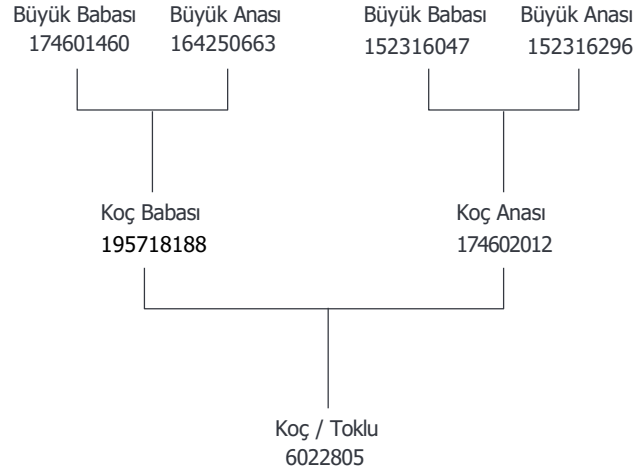 Büyük Babası Büyük Anası Büyük Babası Büyük Anası
174601460 164250663 152316047 152316296
Koç Babası Koç Anası
195718188 174602012
Koç / Toklu
6022805